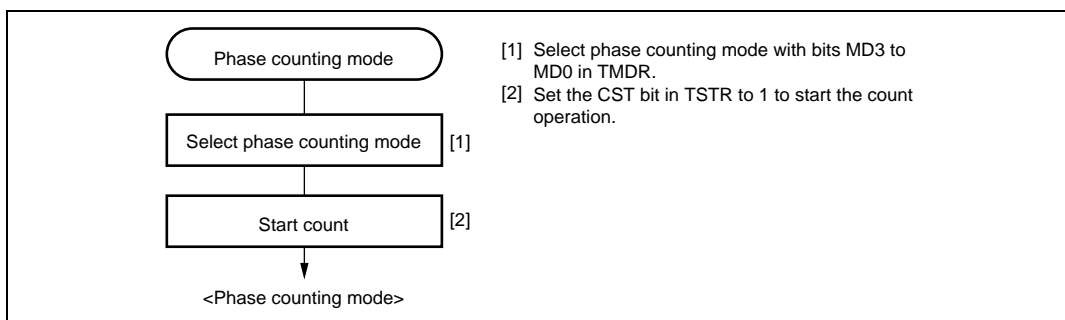 Phase counting mode
Select phase counting mode [1]
Start count [2]
<Phase counting mode>
[1] Select phase counting mode with bits MD3 to
MD0 in TMDR.
[2] Set the CST bit in TSTR to 1 to start the count
operation.